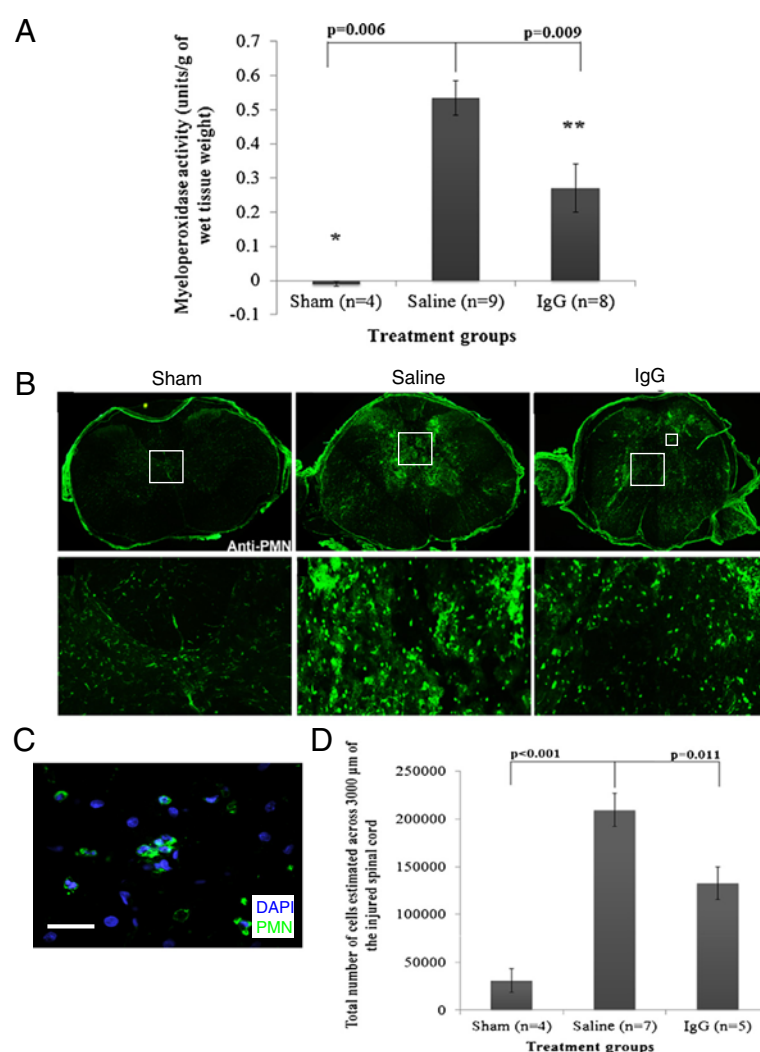 A
p=0.006
p=0.009
Myeloperoxidase activity (units/g of
wet tissue weight)
0.7
0.6
0.5
0.4
0.3
0.2
0.1
0
-0.1
*
**
Sham (n=4)
Saline (n=9)
IgG (n=8)
Treatment groups
B
Sham
Saline
IgG
Anti-PMN
C
DAPI
PMN
D
p<0.001
p=0.011
Total number of cells estimated across 3000 µm of
the injured spinal cord
250000
200000
150000
100000
50000
0
Sham (n=4)
Saline (n=7)
IgG (n=5)
Treatment groups